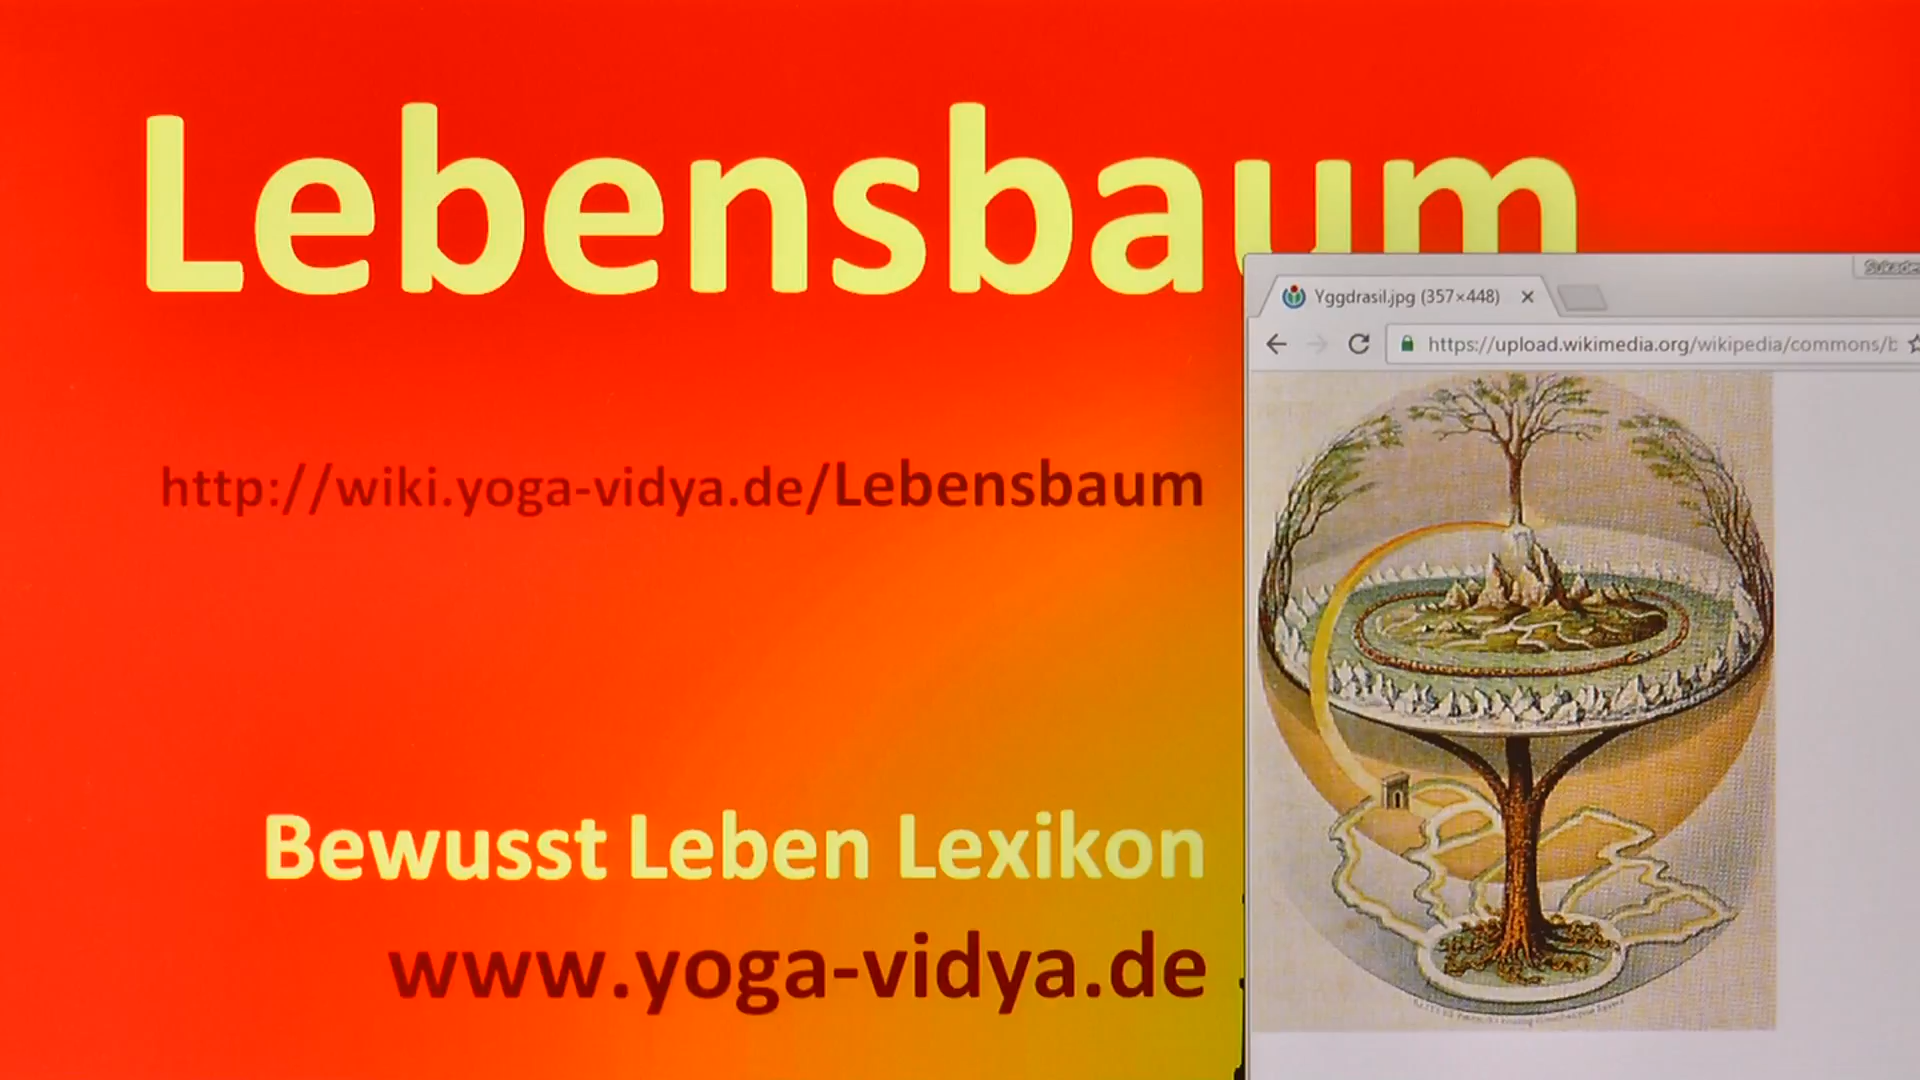 Lebensbaum
http://wiki.yoga-vidya.de/Lebensbaum
Bewusst Leben Lexikon
www.yoga-vidya.de
Yggdrasil.jpg (357×448)
https://upload.wikimedia.org/wikipedia/commons/b